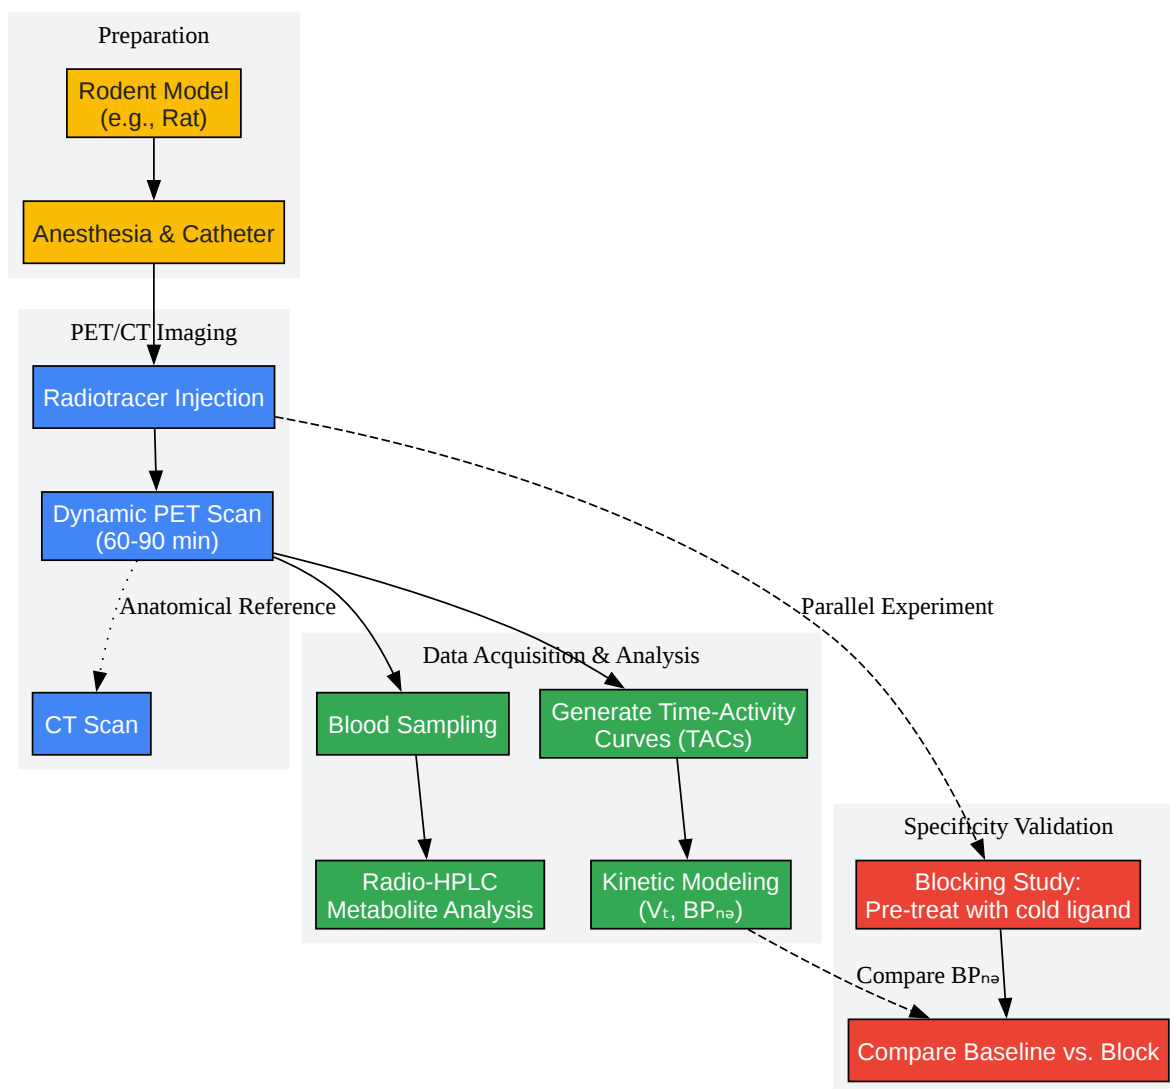 Preparation
Rodent Model
(e.g., Rat)
Anesthesia & Catheter
PET/CT Imaging
Radiotracer Injection
Dynamic PET Scan
(60-90 min)
Anatomical Reference
Parallel Experiment
CT Scan
Data Acquisition & Analysis
Blood Sampling
Generate Time-Activity
Curves (TACs)
Radio-HPLC
Metabolite Analysis
Kinetic Modeling
(Vₜ, BPₙₔ)
Specificity Validation
Blocking Study:
Pre-treat with cold ligand
Compare BPₙₔ
Compare Baseline vs. Block